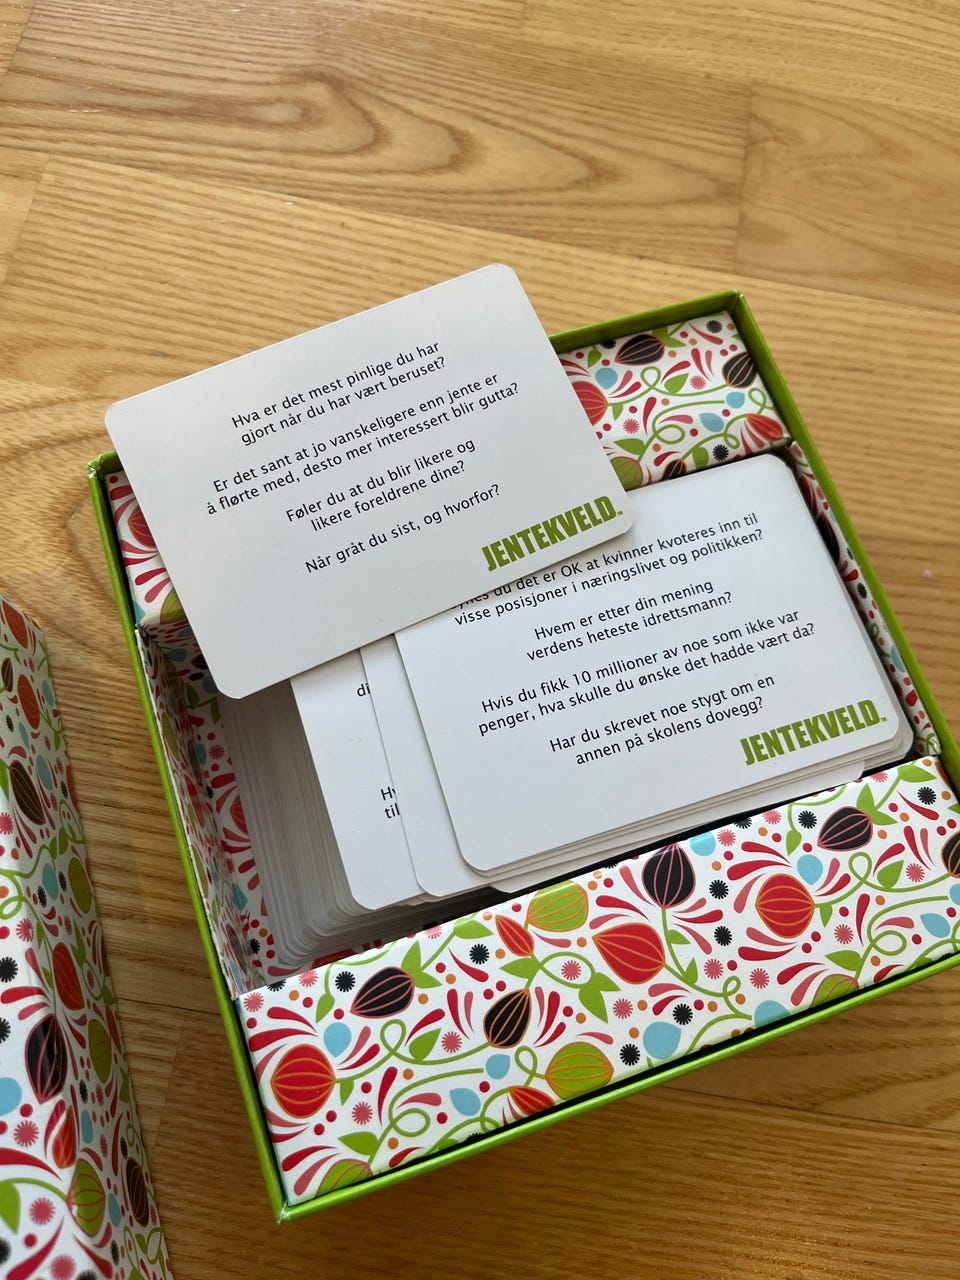 Hva er det mest pinlige du har
gjort når du har vært beruset?
Er det sant at jo vanskeligere enn jente er
å flørte med, desto mer interessert blir gutta?
Føler du at du blir likere og
likere foreldrene dine?
Når gråt du sist, og hvorfor?
JENTEKVELD™
du det er OK at kvinner kvoteres inn til
visse posisjoner i næringslivet og politikken?
Hvem er etter din mening
verdens heteste idrettsmann?
Hvis du fikk 10 millioner av noe som ikke var
penger, hva skulle du ønske det hadde vært da?
Har du skrevet noe stygt om en
annen på skolens dovegg?
JENTEKVELD™
di
til